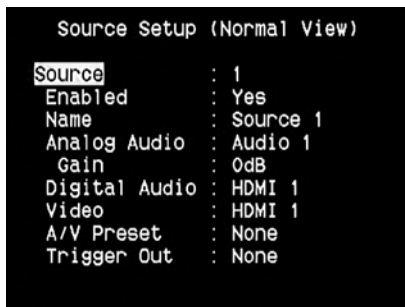 Source Setup (Normal View)
Source : 1
Enabled : Yes
Name : Source 1
Analog Audio : Audio 1
Gain : 0dB
Digital Audio : HDMI 1
Video : HDMI 1
A/V Preset : None
Trigger Out : None